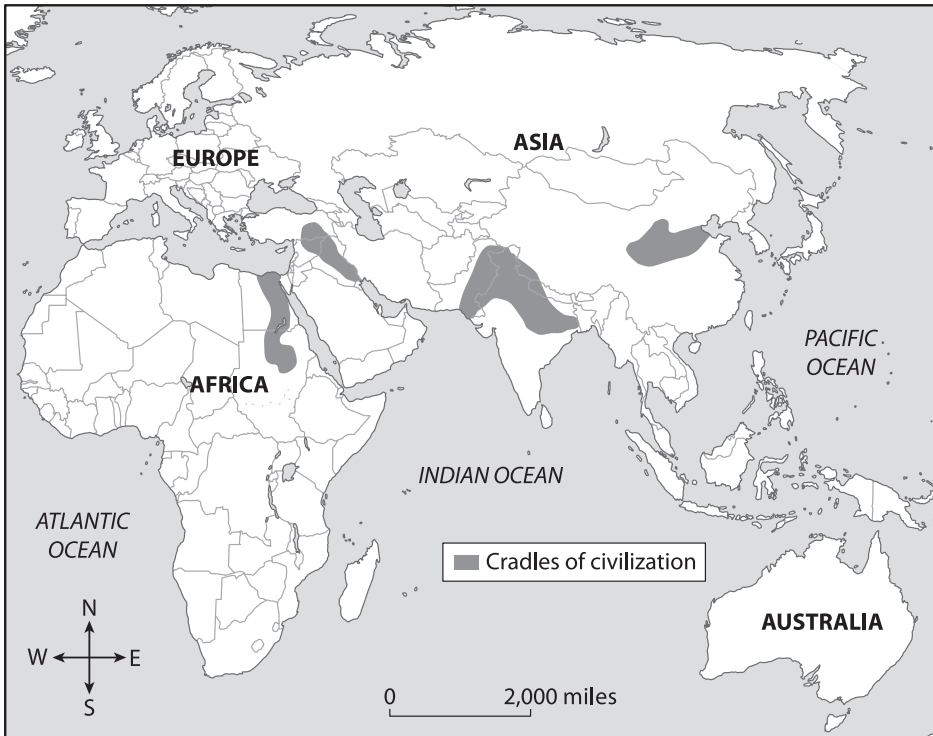 ASIA
EUROPE
PACIFIC
OCEAN
AFRICA
INDIAN OCEAN
ATLANTIC
OCEAN
Cradles of civilization
AUSTRALIA
N
W E
S
0 2,000 miles